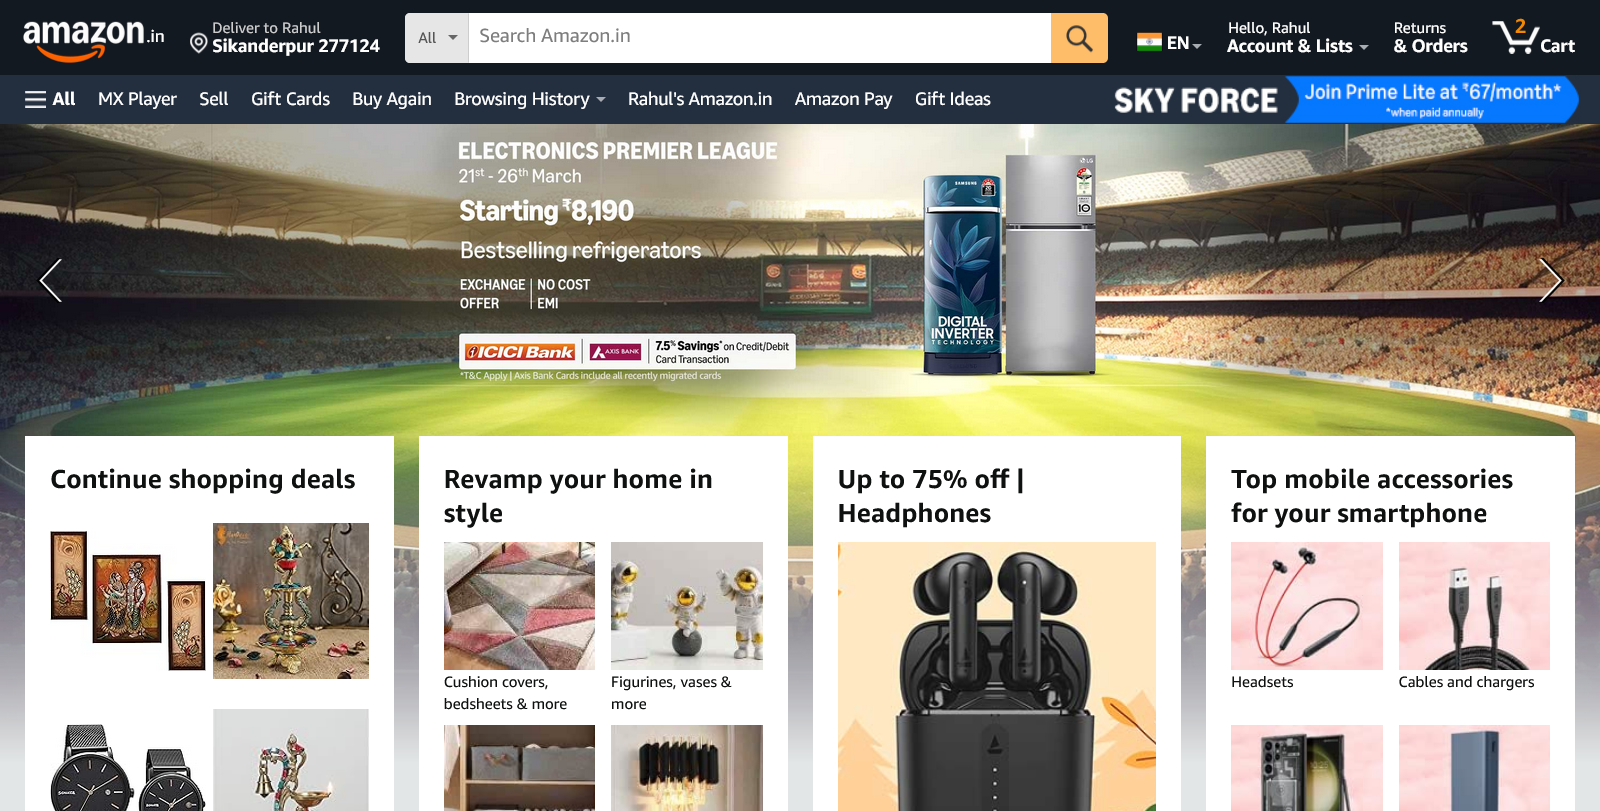 amazon.in
Deliver to Rahul
Sikanderpur 277124
All
Search Amazon.in
EN
Hello, Rahul
Account & Lists
Returns
& Orders
2
Cart
All
MX Player
Sell
Gift Cards
Buy Again
Browsing History
Rahul's Amazon.in
Amazon Pay
Gift Ideas
SKY FORCE
Join Prime Lite at ₹67/month*
*when paid annually
ELECTRONICS PREMIER LEAGUE
21st - 26th March
Starting ₹8,190
Bestselling refrigerators
EXCHANGE OFFER | NO COST EMI
ICICI Bank
AXIS BANK
7.5% Savings* on Credit/Debit
Card Transaction
*T&C Apply | Axis Bank Cards include all recently migrated cards
SAMSUNG
LG
DIGITAL
INVERTER
TECHNOLOGY
Continue shopping deals
Revamp your home in
style
Up to 75% off |
Headphones
Top mobile accessories
for your smartphone
Cushion covers,
bedsheets & more
Figurines, vases &
more
Headsets
Cables and chargers
SONATA